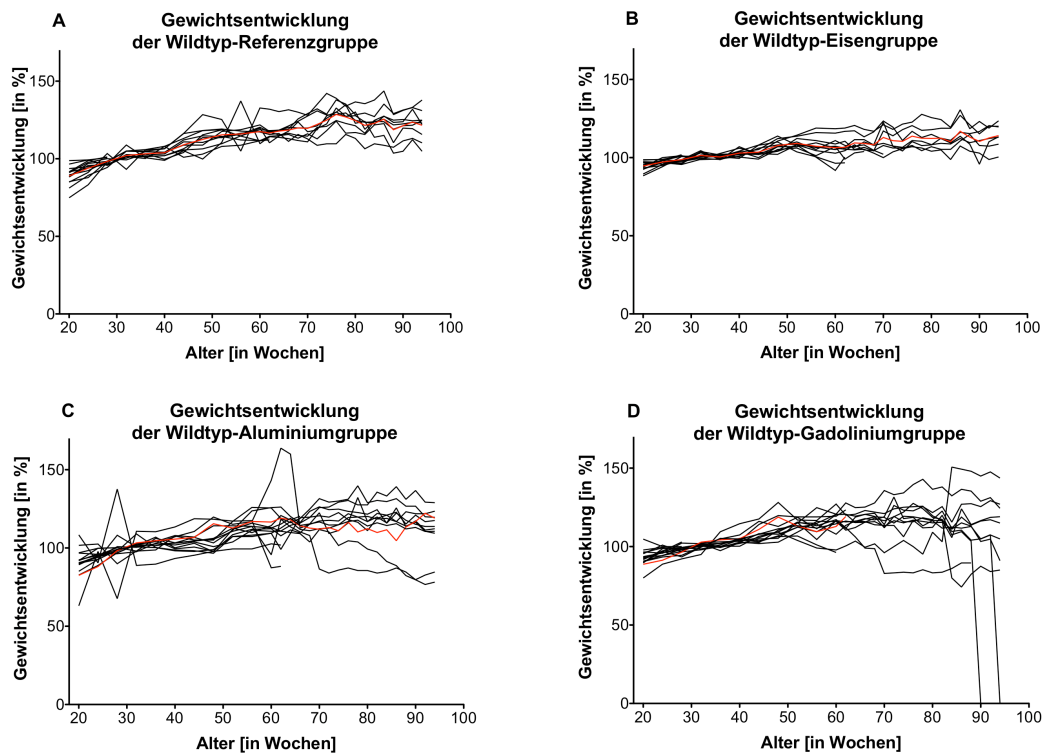 A
Gewichtsentwicklung
der Wildtyp-Referenzgruppe
Gewichtsentwicklung [in %]
150
100
50
0
20 30 40 50 60 70 80 90 100
Alter [in Wochen]
B
Gewichtsentwicklung
der Wildtyp-Eisengruppe
Gewichtsentwicklung [in %]
150
100
50
0
20 30 40 50 60 70 80 90 100
Alter [in Wochen]
C
Gewichtsentwicklung
der Wildtyp-Aluminiumgruppe
Gewichtsentwicklung [in %]
150
100
50
0
20 30 40 50 60 70 80 90 100
Alter [in Wochen]
D
Gewichtsentwicklung
der Wildtyp-Gadoliniumgruppe
Gewichtsentwicklung [in %]
150
100
50
0
20 30 40 50 60 70 80 90 100
Alter [in Wochen]